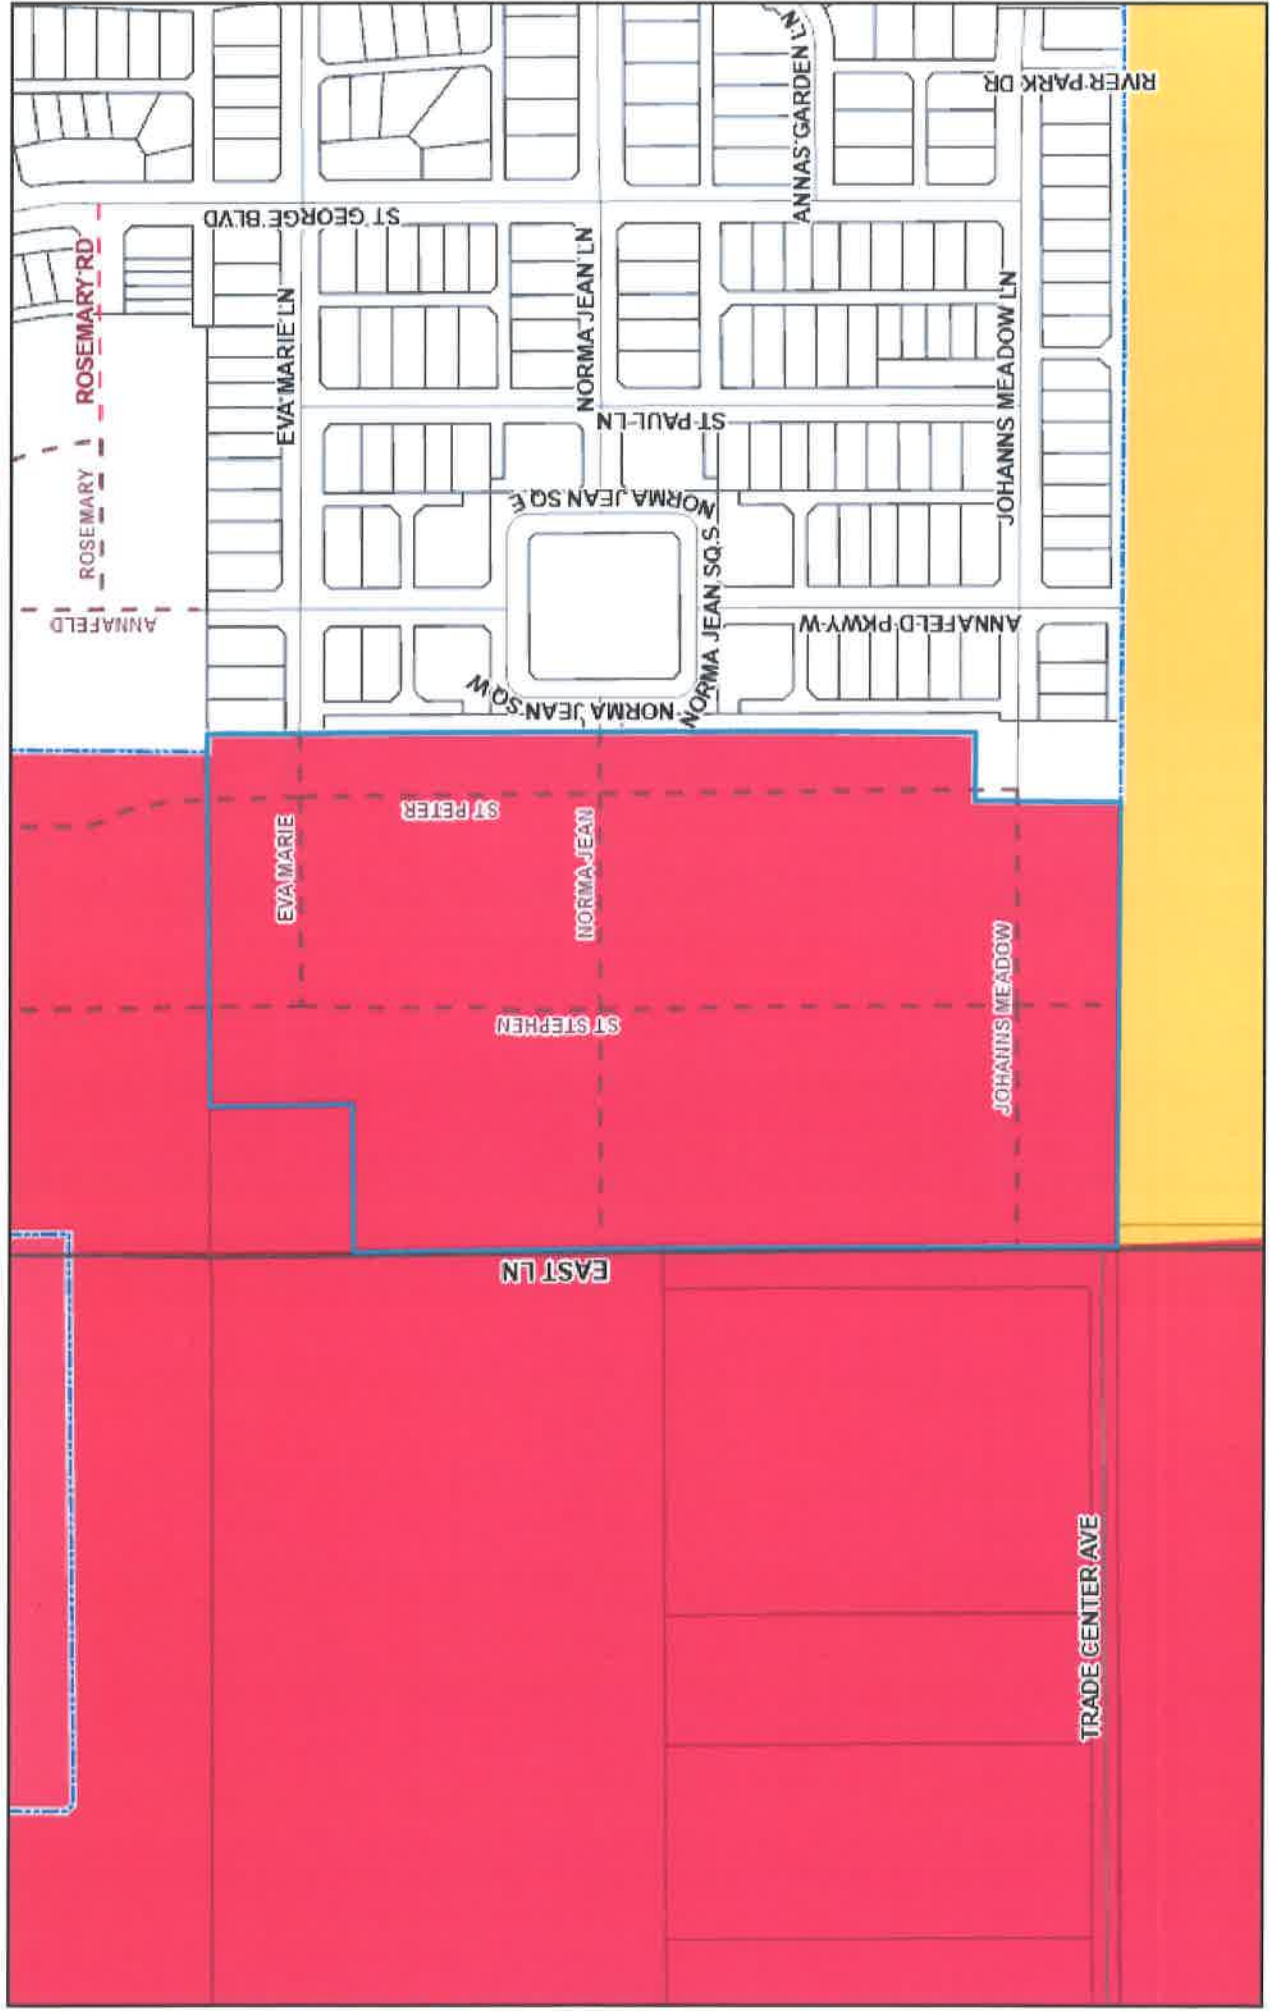 RIVER PARK DR
ANNAS GARDEN LN
ST GEORGE BLVD
ROSEMARY RD
EVA MARIE LN
NORMA JEAN LN
JOHANNS MEADOW LN
ST PAUL LN
ROSEMARY
NORMA JEAN SQ E
NORMA JEAN SQ S
ANNAFELD
ANNAFELD PKWY W
NORMA JEAN SQ W
ST PETER
EVA MARIE
NORMA JEAN
JOHANNS MEADOW
ST STEPHEN
EAST LN
TRADE CENTER AVE